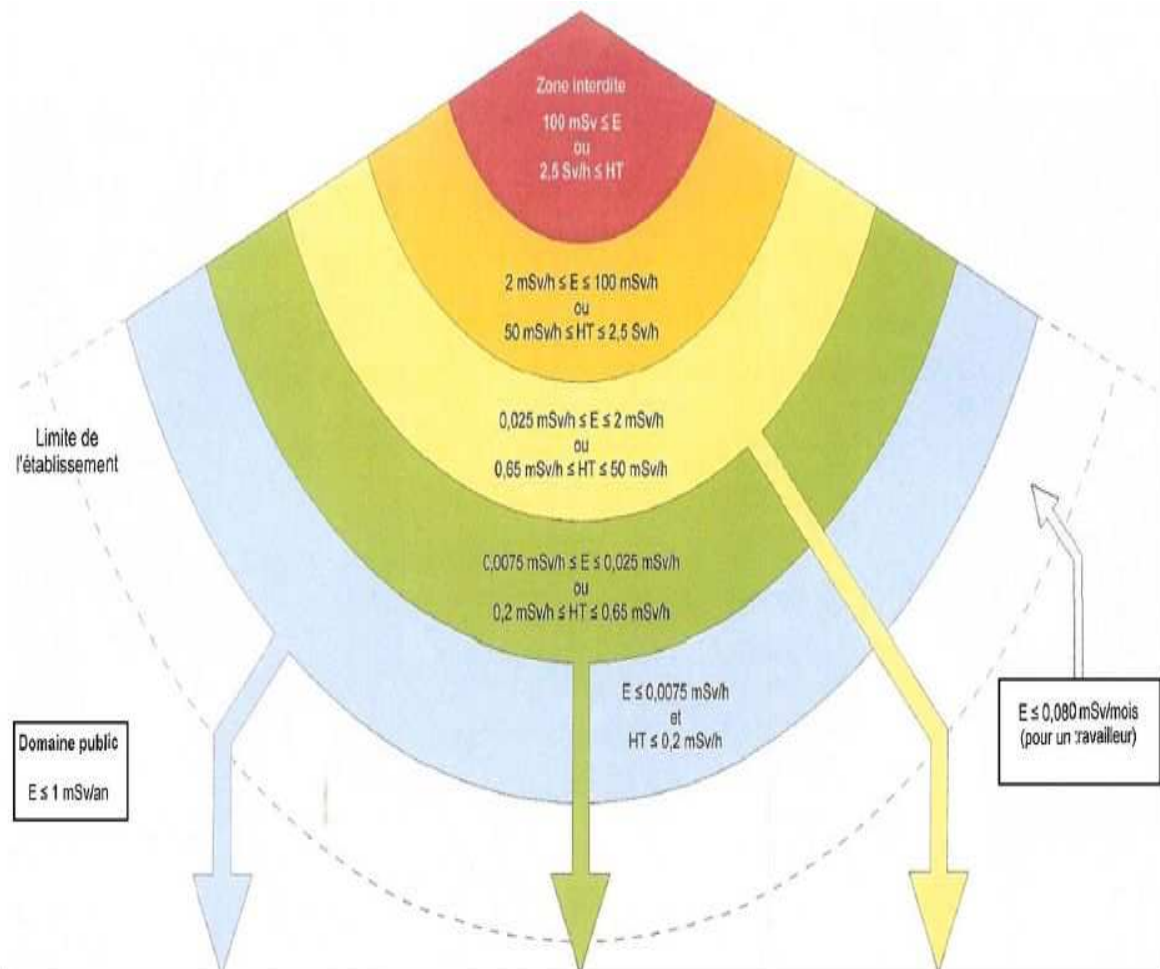 Zone interdite
100 mSv ≤ E
ou
2,5 Sv/h ≤ HT
2 mSv/h ≤ E ≤ 100 mSv/h
ou
50 mSv/h ≤ HT ≤ 2,5 Sv/h
0,025 mSv/h ≤ E ≤ 2 mSv/h
ou
0,65 mSv/h ≤ HT ≤ 50 mSv/h
Limite de
l'établissement
0,0075 mSv/h ≤ E ≤ 0,025 mSv/h
ou
0,2 mSv/h ≤ HT ≤ 0,65 mSv/h
E ≤ 0,0075 mSv/h
et
HT ≤ 0,2 mSv/h
Domaine public
E ≤ 1 mSv/an
E ≤ 0,080 mSv/mois
(pour un travailleur)